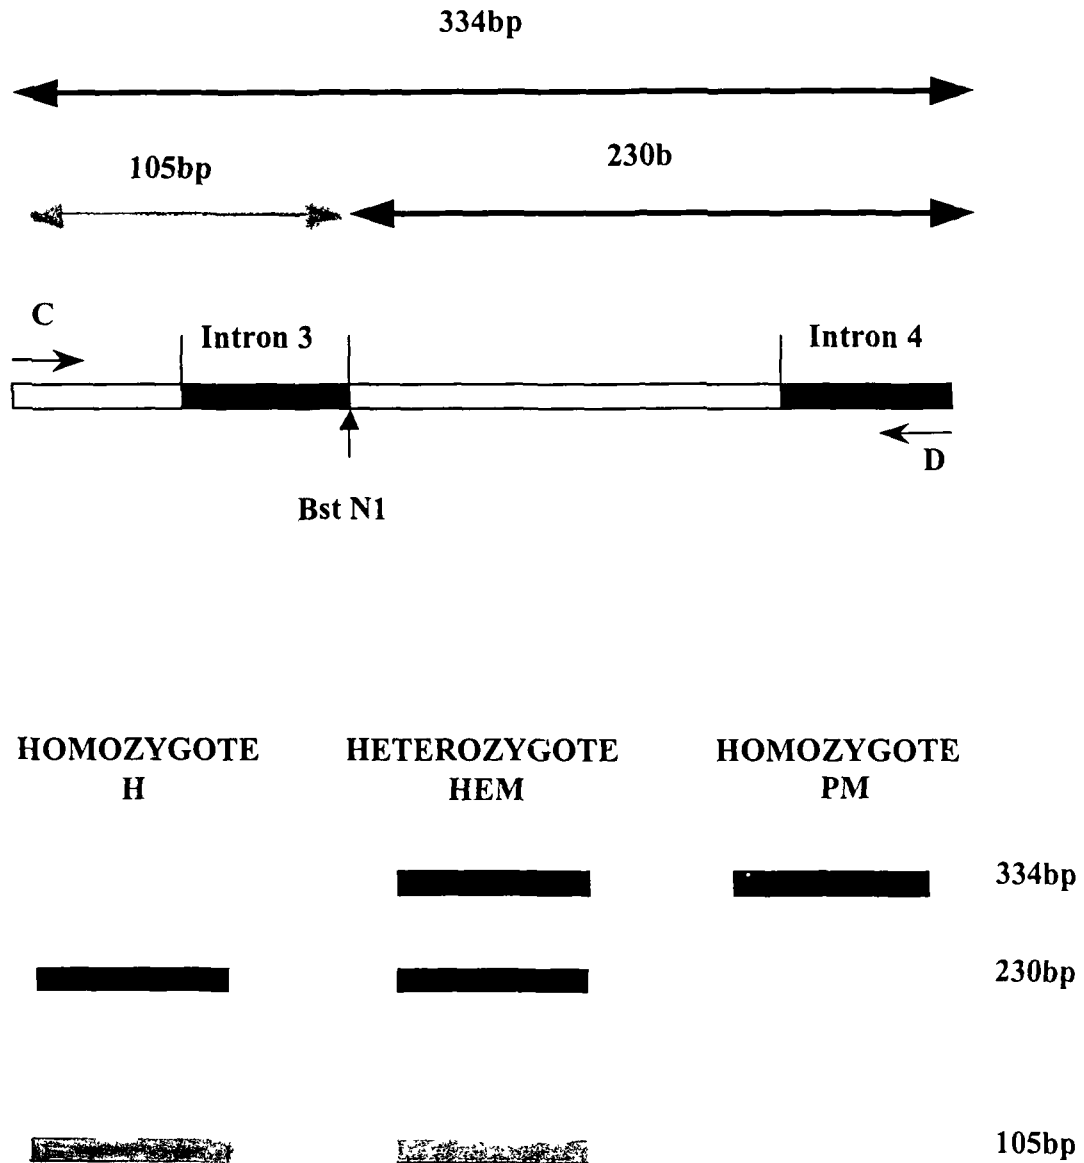 334bp
105bp
230b
C
Intron 3
Intron 4
D
Bst N1
HOMOZYGOTE HETEROZYGOTE HOMOZYGOTE
H HEM PM
334bp
230bp
105bp